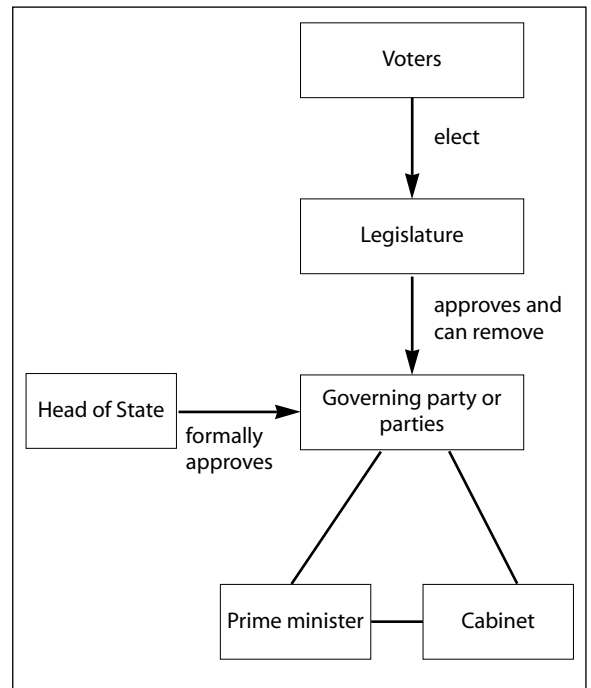 Voters
elect
Legislature
approves and
can remove
Head of State
formally
approves
Governing party or
parties
Prime minister
Cabinet